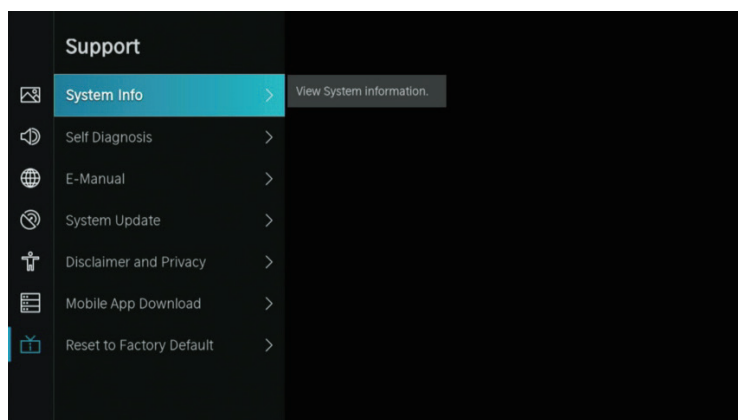 Support
System Info
View System information.
Self Diagnosis
E-Manual
System Update
Disclaimer and Privacy
Mobile App Download
Reset to Factory Default